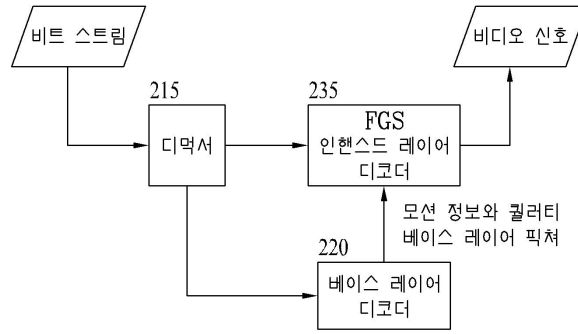 비트 스트림
비디오 신호
215
235
디먹서
FGS
인핸스드 레이어
디코더
모션 정보와 퀄러티
베이스 레이어 픽쳐
220
베이스 레이어
디코더